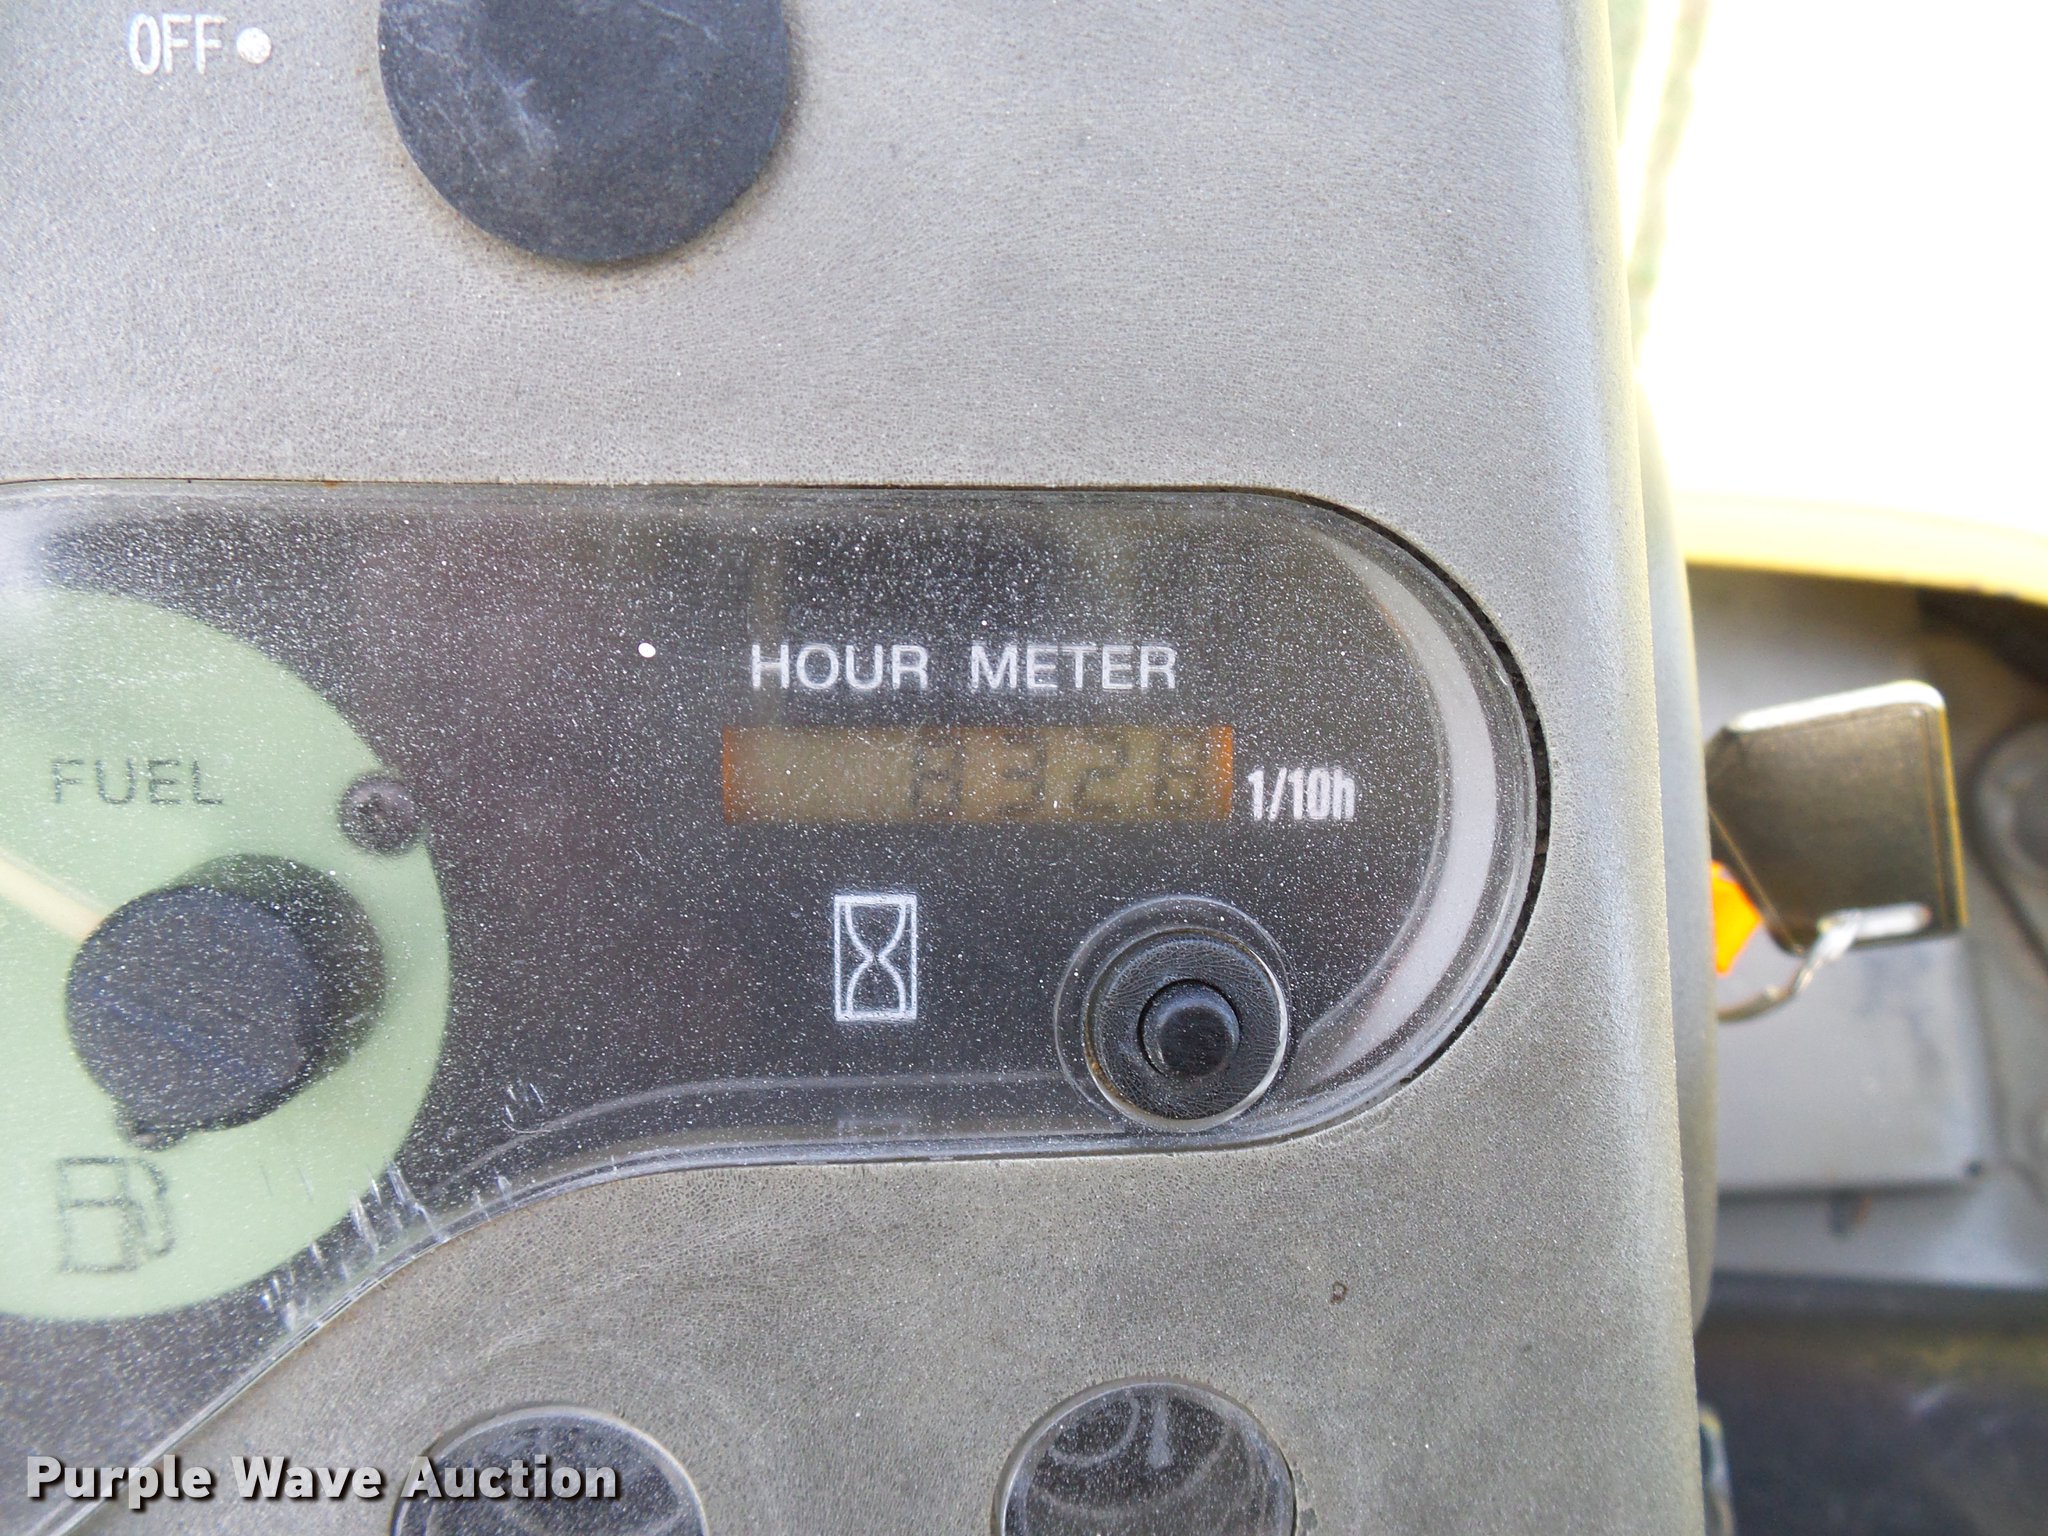 OFF
HOUR METER
1/10h
FUEL
Purple Wave Auction